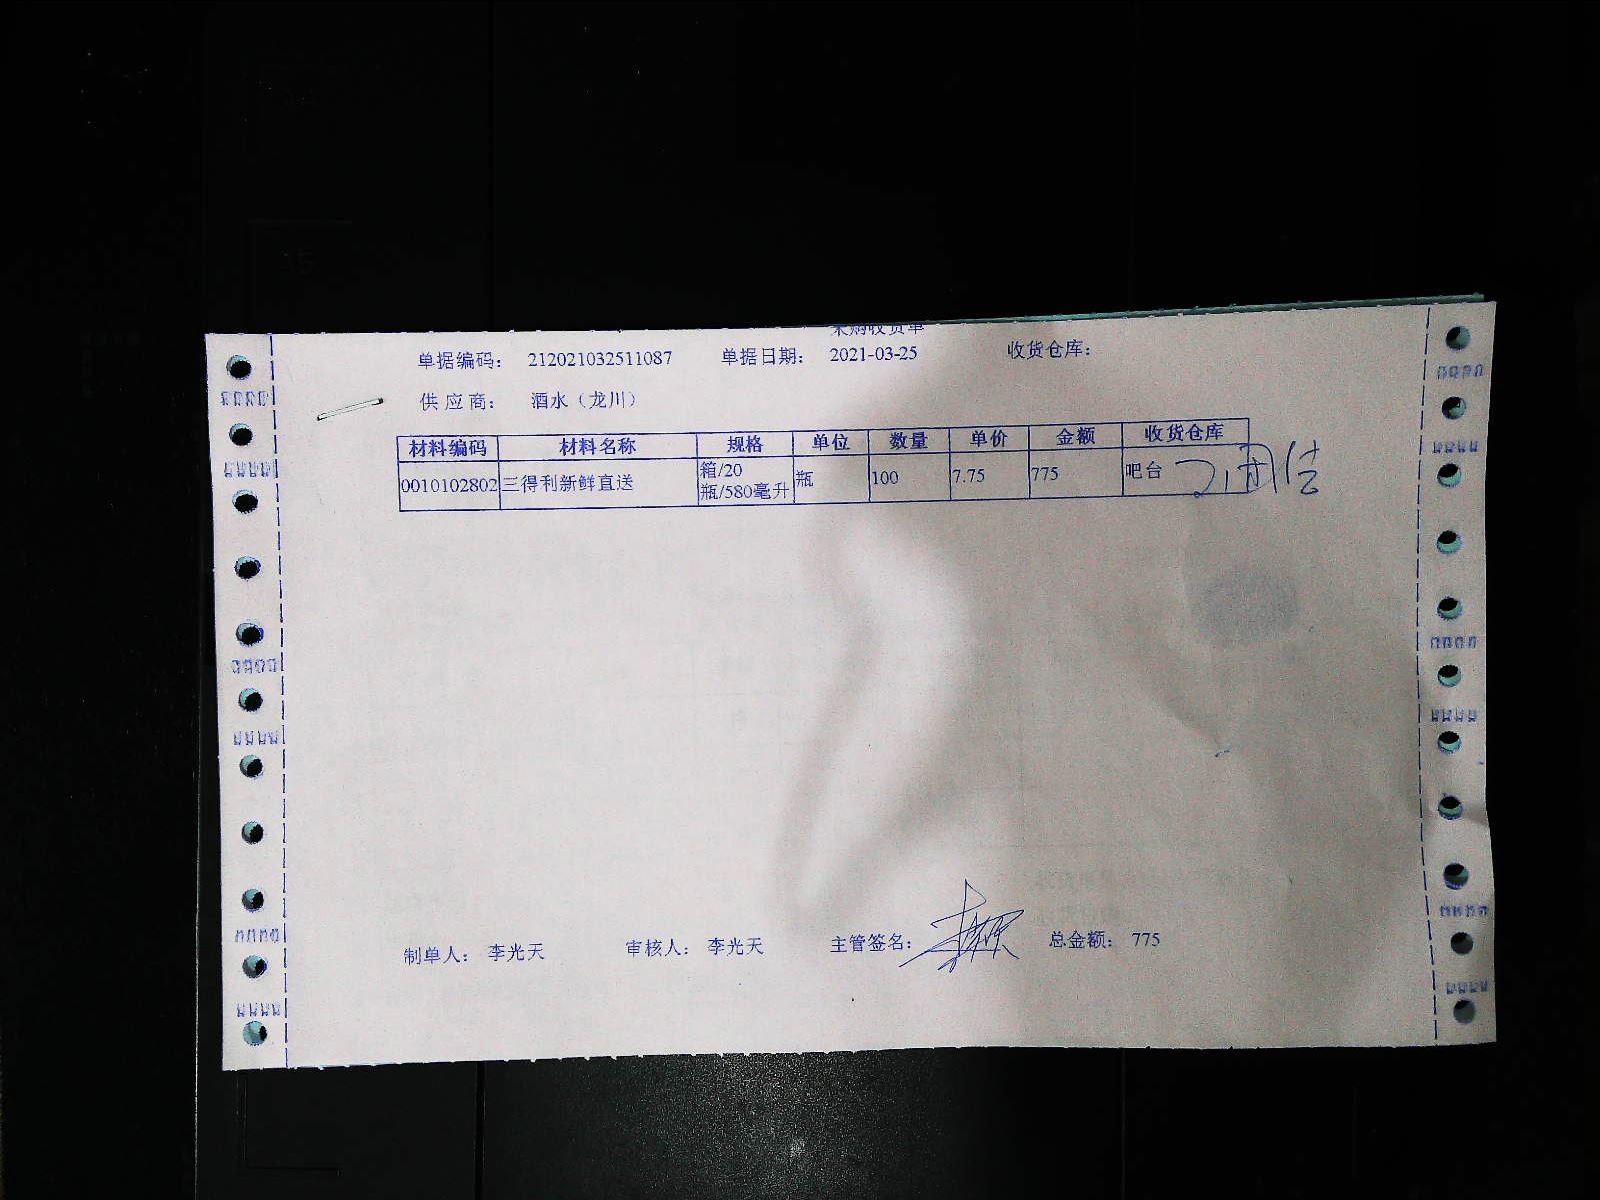 采购收货单
单据编码： 212021032511087 单据日期： 2021-03-25 收货仓库：
供应商： 酒水（龙川）
材料编码 材料名称 规格 单位 数量 单价 金额 收货仓库
0010102802 三得利新鲜直送 箱/20瓶/580毫升 瓶 100 7.75 775 吧台
制单人： 李光天 审核人： 李光天 主管签名： 总金额： 775